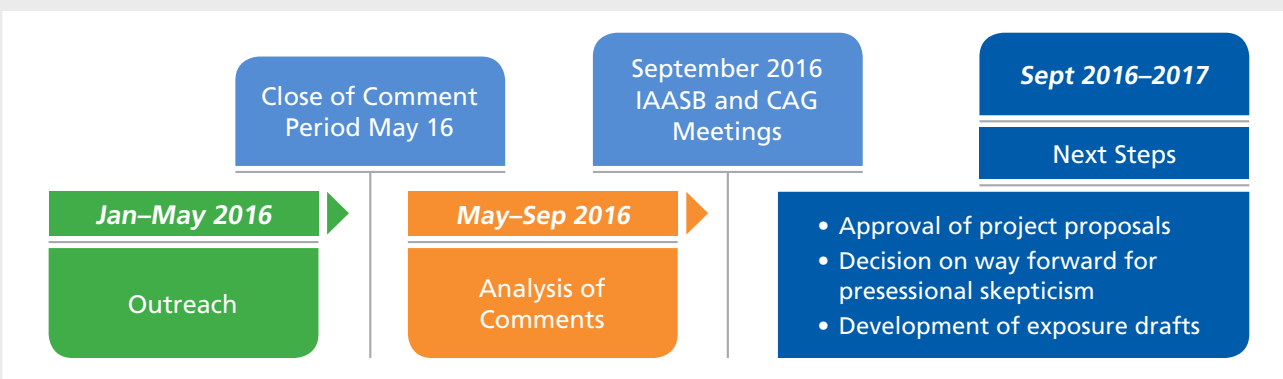 Jan–May 2016
Outreach
Close of Comment
Period May 16
May–Sep 2016
Analysis of
Comments
September 2016
IAASB and CAG
Meetings
Sept 2016–2017
Next Steps
• Approval of project proposals
• Decision on way forward for
presessional skepticism
• Development of exposure drafts